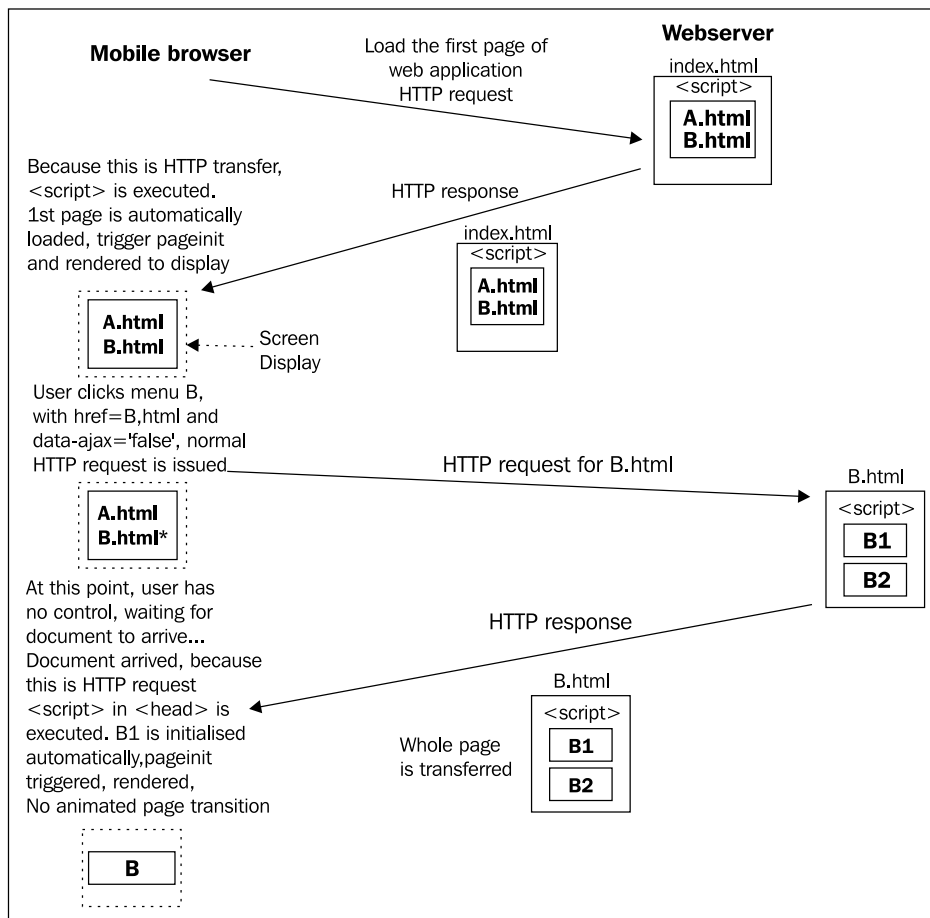 Mobile browser
Load the first page of
web application
HTTP request
Webserver
index.html
<script>
A.html
B.html
Because this is HTTP transfer,
<script> is executed.
1st page is automatically
loaded, trigger pageinit
and rendered to display
HTTP response
index.html
<script>
A.html
B.html
A.html
B.html
Screen
Display
User clicks menu B,
with href=B,html and
data-ajax='false', normal
HTTP request is issued
HTTP request for B.html
B.html
<script>
B1
B2
A.html
B.html*
At this point, user has
no control, waiting for
document to arrive...
Document arrived, because
this is HTTP request
<script> in <head> is
executed. B1 is initialised
automatically,pageinit
triggered, rendered,
No animated page transition
HTTP response
B.html
<script>
B1
B2
Whole page
is transferred
B